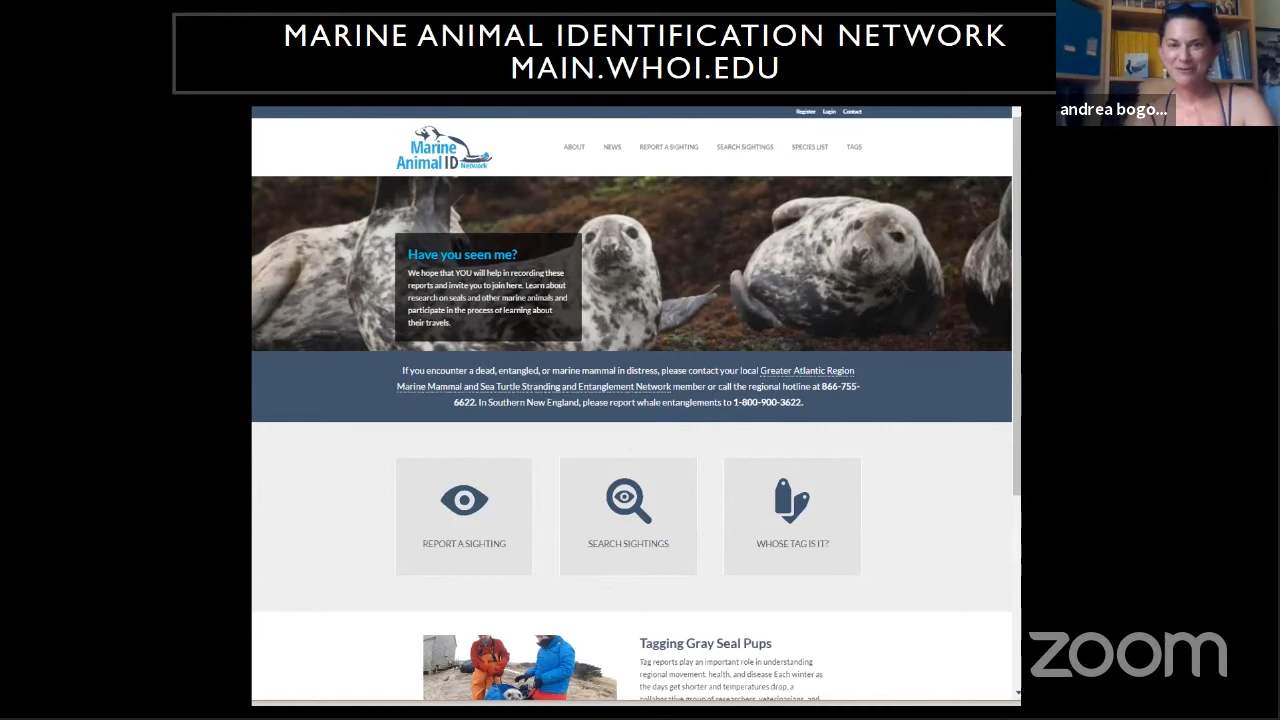 MARINE ANIMAL IDENTIFICATION NETWORK
MAIN.WHOI.EDU
andrea bogo...
Register Login Contact
Marine
Animal ID Network
ABOUT NEWS REPORT A SIGHTING SEARCH SIGHTINGS SPECIES LIST TAGS
Have you seen me?
We hope that YOU will help in recording these
reports and invite you to join here. Learn about
research on seals and other marine animals and
participate in the process of learning about
their travels.
If you encounter a dead, entangled, or marine mammal in distress, please contact your local Greater Atlantic Region
Marine Mammal and Sea Turtle Stranding and Entanglement Network member or call the regional hotline at 866-755-
6622. In Southern New England, please report whale entanglements to 1-800-900-3622.
REPORT A SIGHTING
SEARCH SIGHTINGS
WHOSE TAG IS IT?
Tagging Gray Seal Pups
Tag reports play an important role in understanding
regional movement, health, and disease Each winter as
the days get shorter and temperatures drop, a
collaborative group of researchers, veterinarians, and
zoom